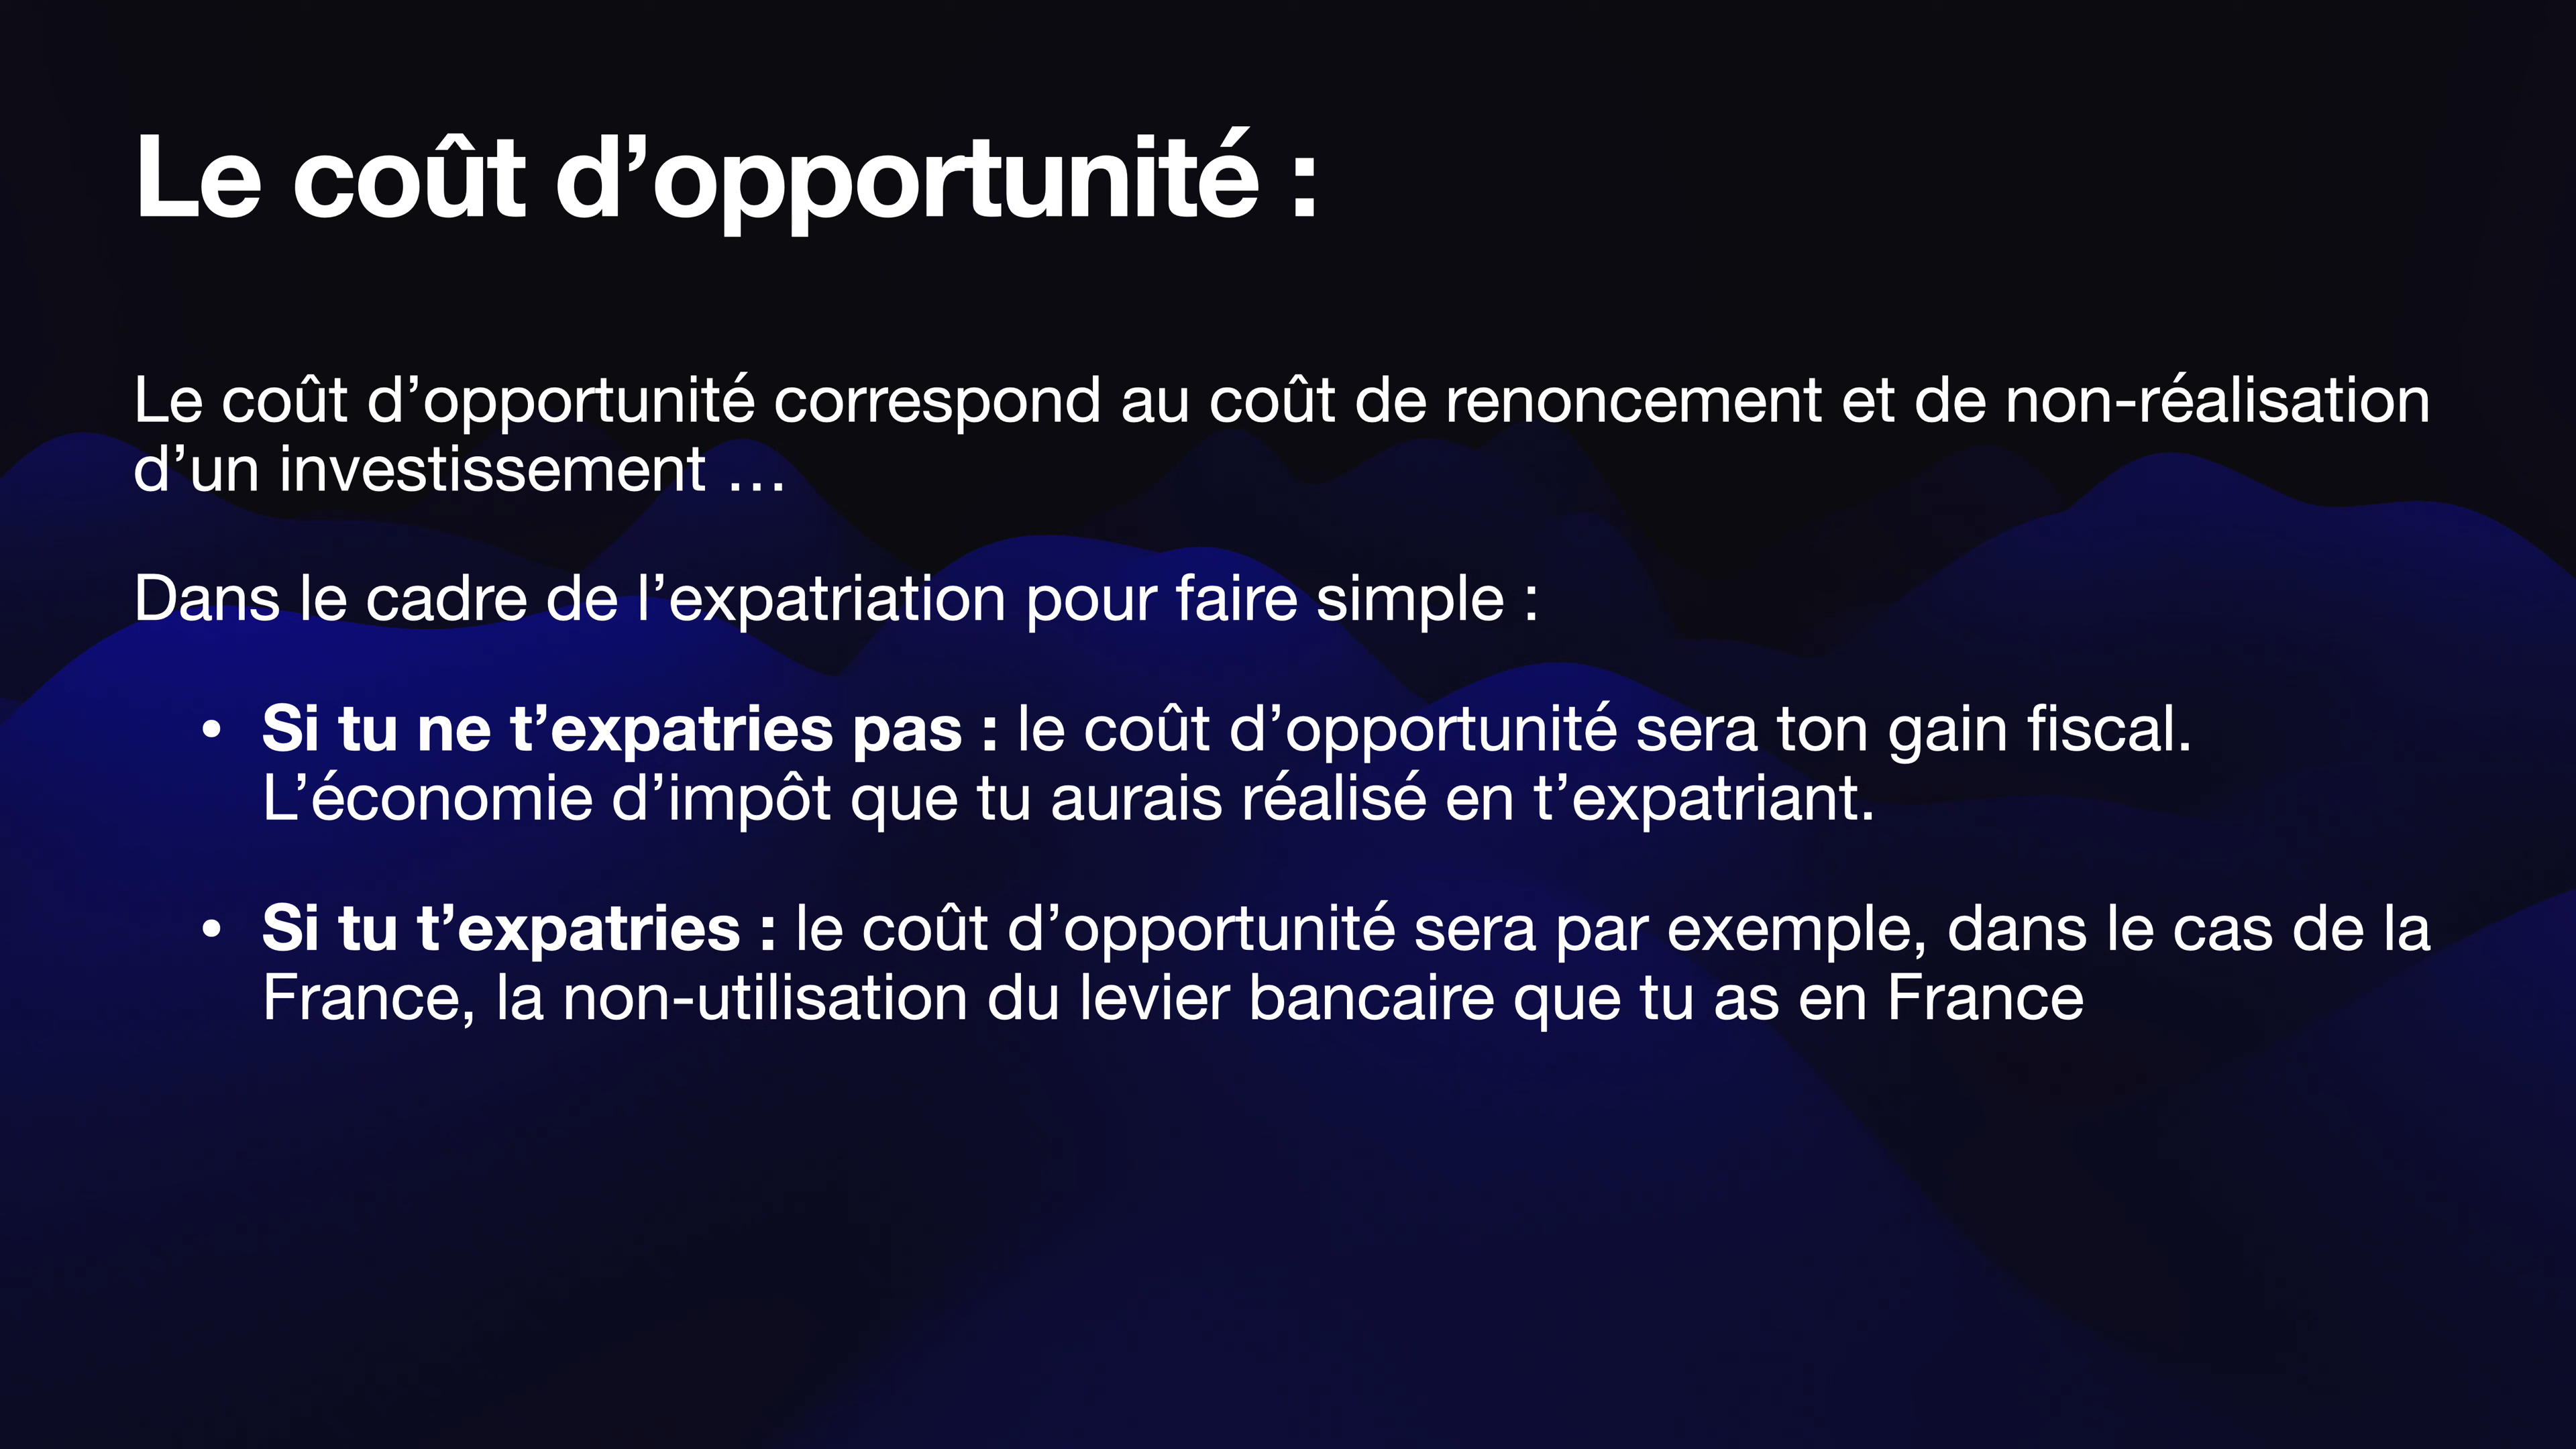 Le coût d’opportunité :
Le coût d’opportunité correspond au coût de renoncement et de non-réalisation
d’un investissement …
Dans le cadre de l’expatriation pour faire simple :
• Si tu ne t’expatries pas : le coût d’opportunité sera ton gain fiscal.
L’économie d’impôt que tu aurais réalisé en t’expatriant.
• Si tu t’expatries : le coût d’opportunité sera par exemple, dans le cas de la
France, la non-utilisation du levier bancaire que tu as en France